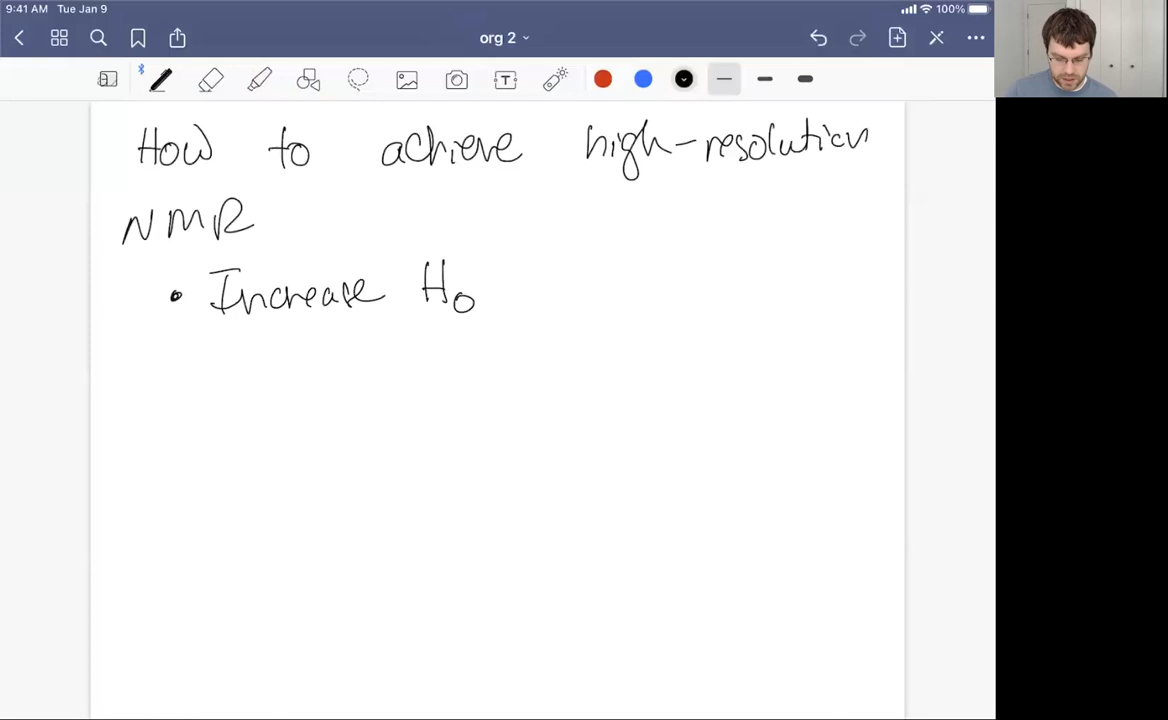 9:41 AM Tue Jan 9
100%
org 2
T
How to achieve high-resolution
NMR
• Increase H₀